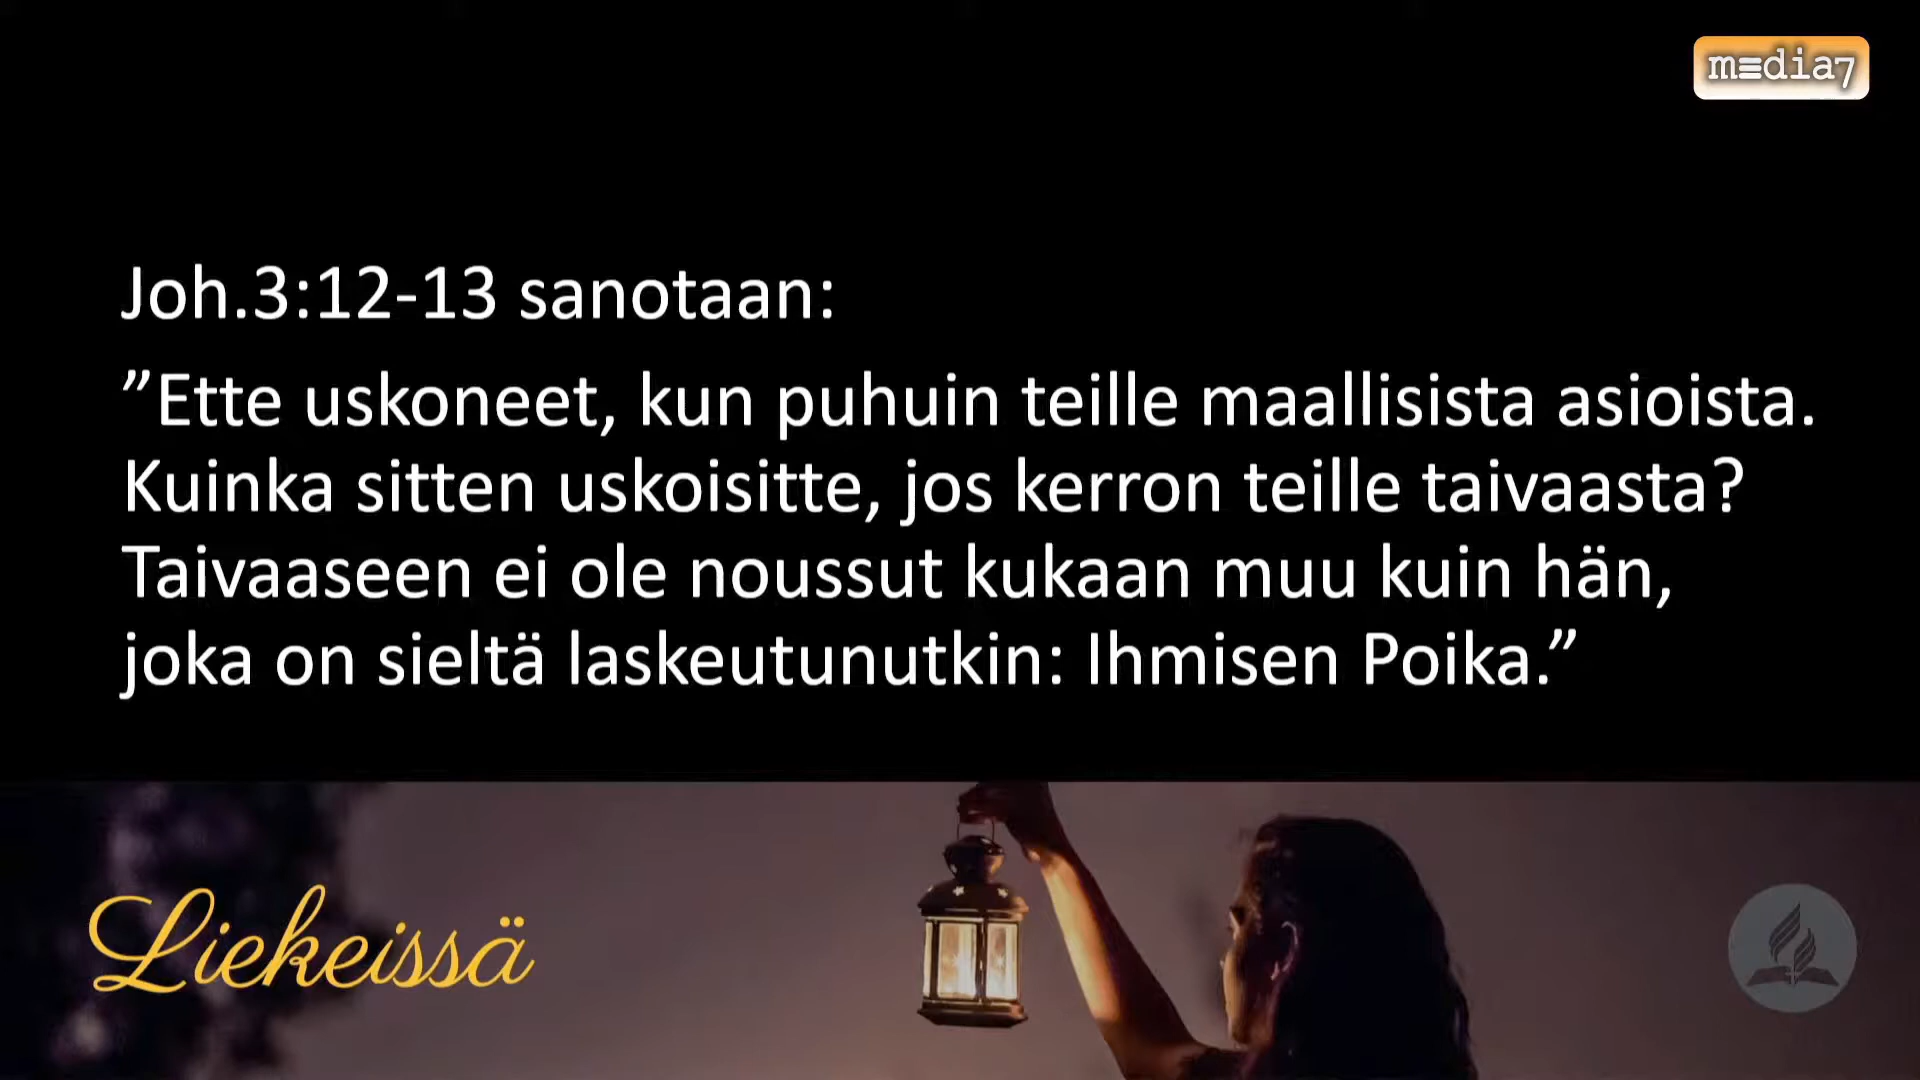 media7
Joh.3:12-13 sanotaan:
”Ette uskoneet, kun puhuin teille maallisista asioista.
Kuinka sitten uskoisitte, jos kerron teille taivaasta?
Taivaaseen ei ole noussut kukaan muu kuin hän,
joka on sieltä laskeutunutkin: Ihmisen Poika.”
Liekeissä